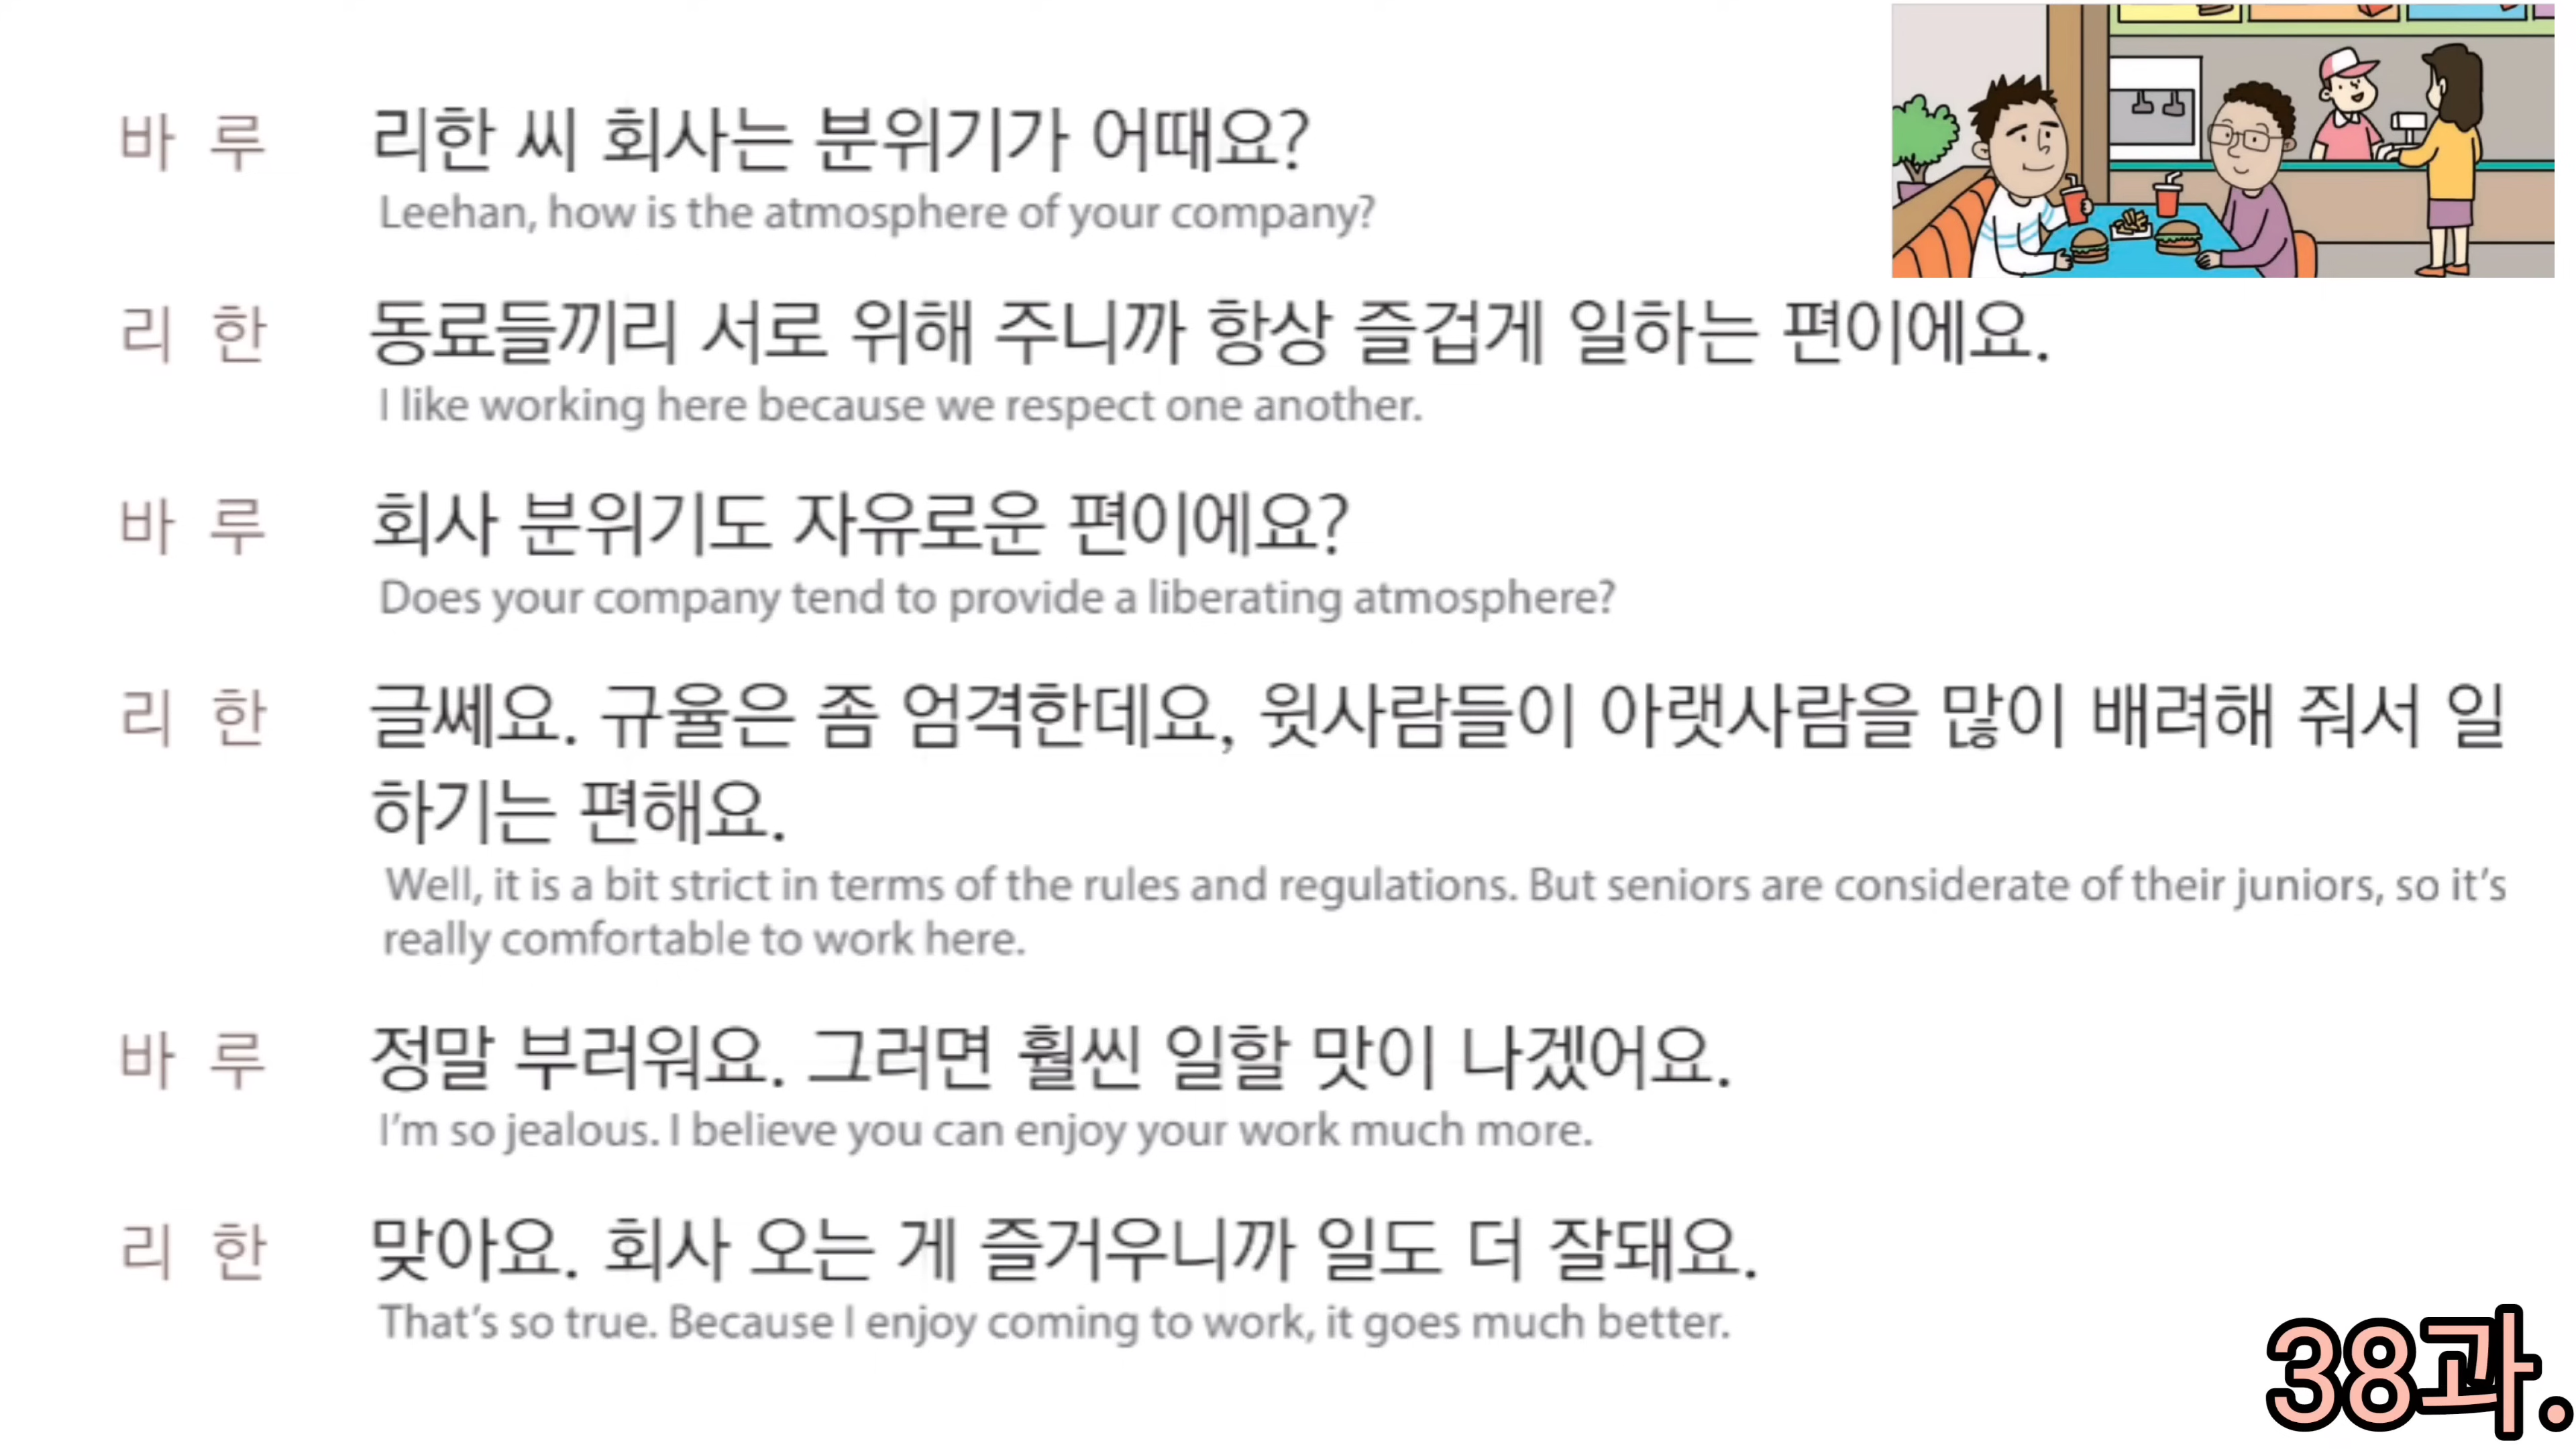 바 루 리한 씨 회사는 분위기가 어때요?
Leehan, how is the atmosphere of your company?
리 한 동료들끼리 서로 위해 주니까 항상 즐겁게 일하는 편이에요.
I like working here because we respect one another.
바 루 회사 분위기도 자유로운 편이에요?
Does your company tend to provide a liberating atmosphere?
리 한 글쎄요. 규율은 좀 엄격한데요, 윗사람들이 아랫사람을 많이 배려해 줘서 일
하기는 편해요.
Well, it is a bit strict in terms of the rules and regulations. But seniors are considerate of their juniors, so it's
really comfortable to work here.
바 루 정말 부러워요. 그러면 훨씬 일할 맛이 나겠어요.
I'm so jealous. I believe you can enjoy your work much more.
리 한 맞아요. 회사 오는 게 즐거우니까 일도 더 잘돼요.
That's so true. Because I enjoy coming to work, it goes much better.
38과.